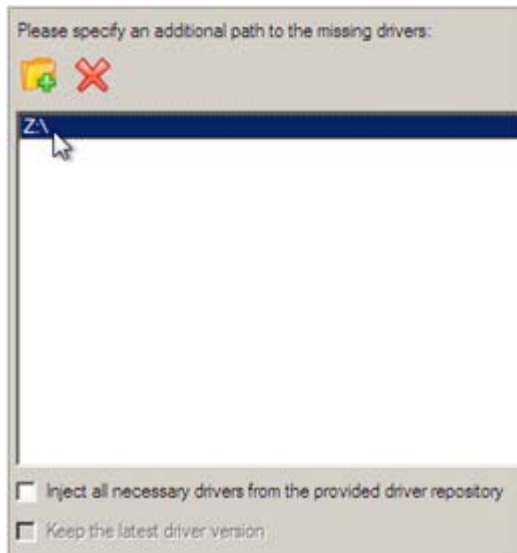 Please specify an additional path to the missing drivers:
Z:\
Inject all necessary drivers from the provided driver repository
Keep the latest driver version